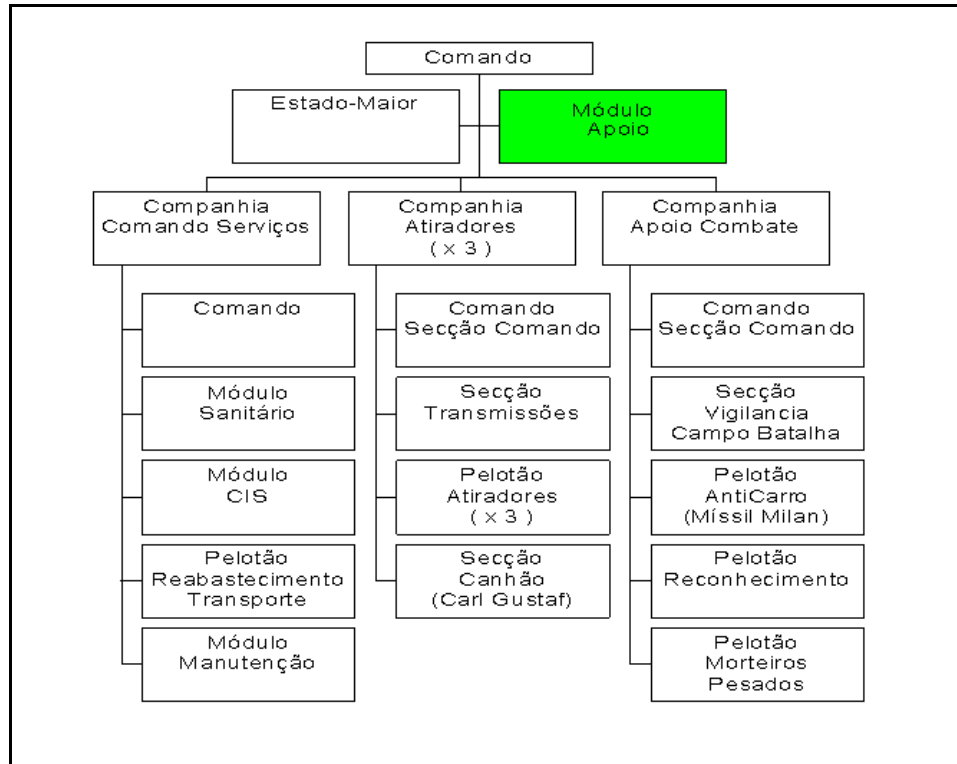 Comando
Estado-Maior
Módulo
Apoio
Companhia
Comando Serviços
Companhia
Atiradores
( x 3 )
Companhia
Apoio Combate
Comando
Módulo
Sanitário
Módulo
CIS
Pelotão
Reabastecimento
Transporte
Módulo
Manutenção
Comando
Secção Comando
Secção
Transmissões
Pelotão
Atiradores
( x 3 )
Secção
Canhão
(Carl Gustaf)
Comando
Secção Comando
Secção
Vigilancia
Campo Batalha
Pelotão
AntiCarro
(Míssil Milan)
Pelotão
Reconhecimento
Pelotão
Morteiros
Pesados